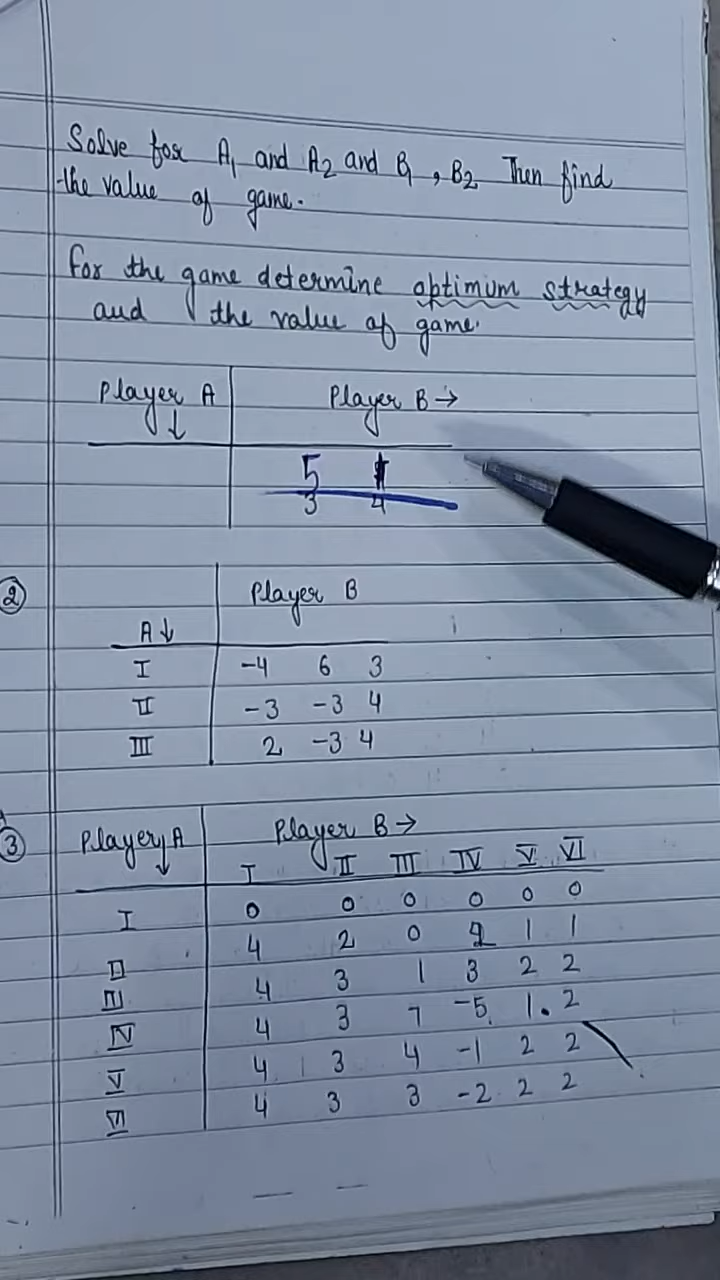 Solve for A1 and A2 and B1, B2. Then find
the value of game.
For the game determine optimum strategy
and the value of game.
Player A ↓ Player B →
5 1
3 4
② Player B
A ↓
I -4 6 3
II -3 -3 4
III 2 -3 4
③ Player A ↓ Player B →
I II III IV V VI
I 0 0 0 0 0 0
II 4 2 0 2 1 1
III 4 3 1 3 2 2
IV 4 3 7 -5 1 2
V 4 3 4 -1 2 2
VI 4 3 3 -2 2 2